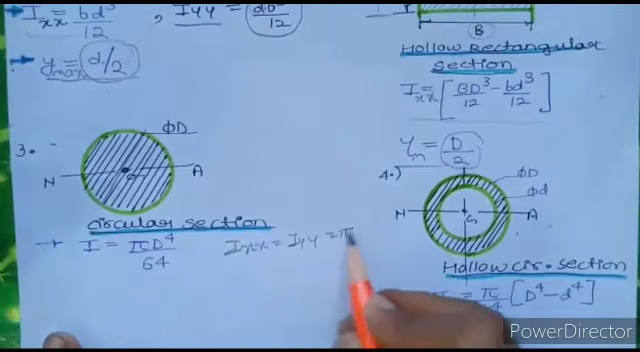 Ixx = bd³/12 , Iyy = db³/12
ymax = d/2
B
Hollow Rectangular
section
Ixx = [BD³/12 - bd³/12]
Ym = D/2
3.
ΦD
N
G
A
circular section
→ I = πD⁴/64
Ixx = Iyy = π
4.)
ΦD
Φd
N
G
A
Hollow cir. section
= π/ 4 [D⁴ - d⁴]
PowerDirector